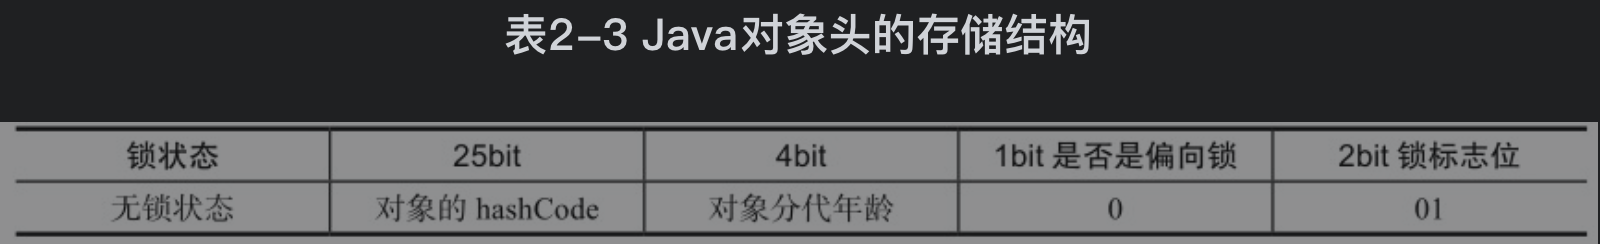 表2-3 Java对象头的存储结构
锁状态 25bit 4bit 1bit 是否是偏向锁 2bit 锁标志位
无锁状态 对象的 hashCode 对象分代年龄 0 01